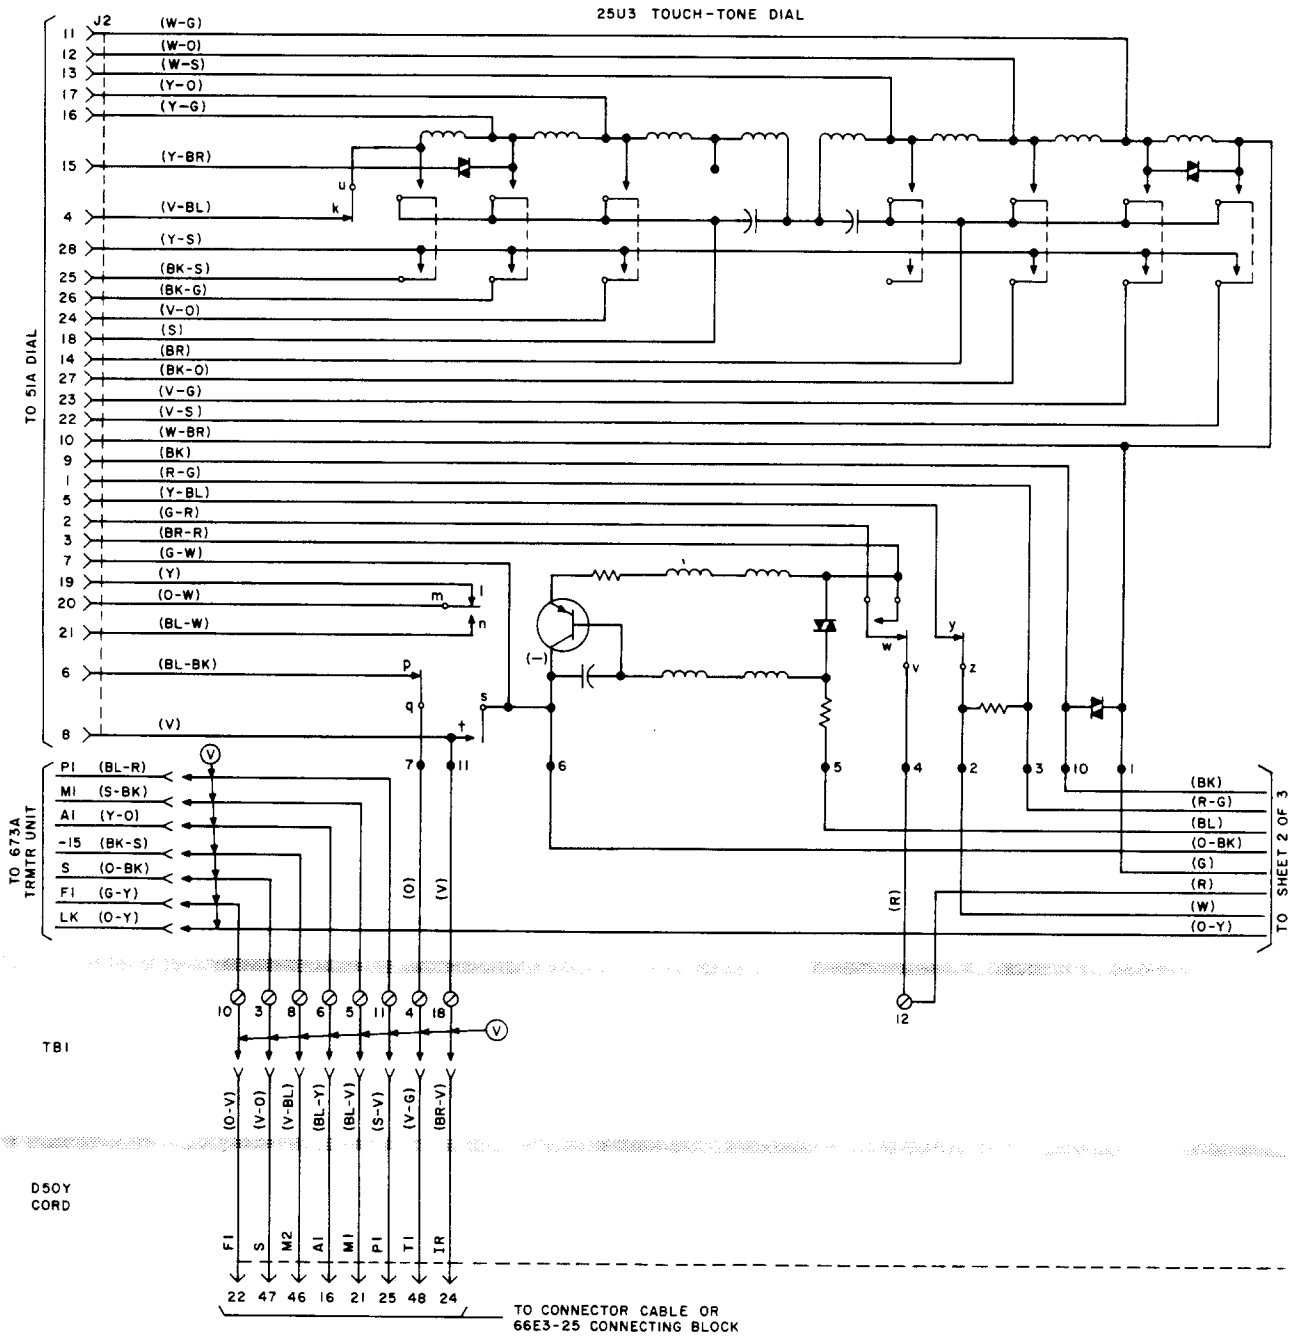 25U3 TOUCH-TONE DIAL
J2
11 (W-G)
12 (W-O)
13 (W-S)
17 (Y-O)
16 (Y-G)
15 (Y-BR)
u
k
4 (V-BL)
28 (Y-S)
25 (BK-S)
26 (BK-G)
24 (V-O)
18 (S)
14 (BR)
27 (BK-O)
23 (V-G)
22 (V-S)
10 (W-BR)
9 (BK)
1 (R-G)
5 (Y-BL)
2 (G-R)
3 (BR-R)
7 (G-W)
19 (Y) l
20 (O-W) m
21 (BL-W) n
TO 51A DIAL
w
v
y
z
(-)
6 (BL-BK) p
q
s
8 (V) t
V
7 11 6 5 4 2 3 10 1
P1 (BL-R)
M1 (S-BK)
A1 (Y-O)
-15 (BK-S)
S (O-BK)
F1 (G-Y)
LK (O-Y)
TO 673A
TRMTR UNIT
(O)
(V)
(R)
(BK)
(R-G)
(BL)
(O-BK)
(G)
(R)
(W)
(O-Y)
TO SHEET 2 OF 3
10 3 8 6 5 11 4 18
12
V
TB1
(O-V) (V-O) (V-BL) (BL-Y) (BL-V) (S-V) (V-G) (BR-V)
D50Y
CORD
F1 S M2 A1 M1 P1 T1 IR
22 47 46 16 21 25 48 24
TO CONNECTOR CABLE OR
66E3-25 CONNECTING BLOCK